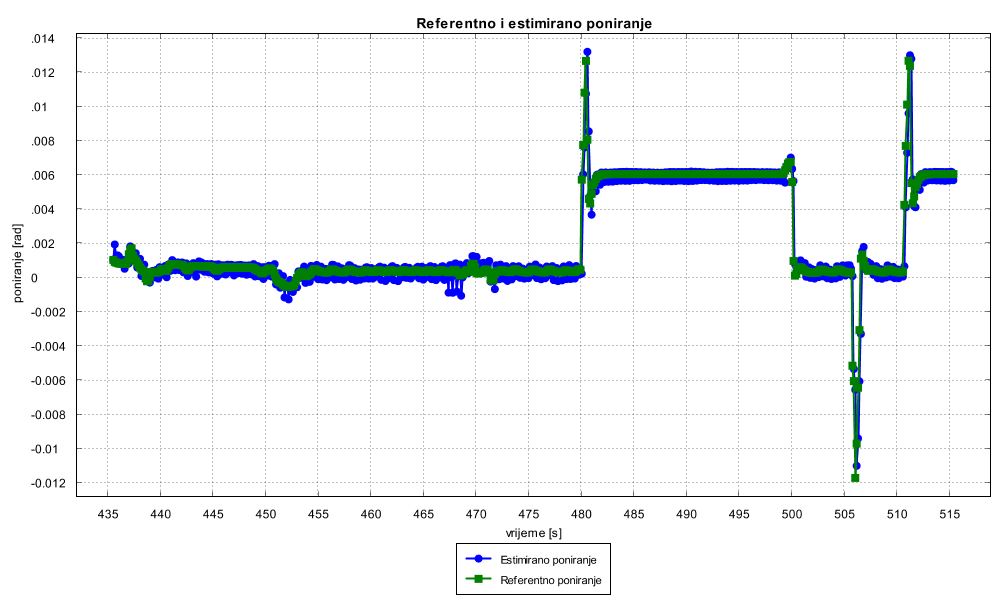 Referentno i estimirano poniranje
.014
.012
.01
.008
.006
.004
.002
0
-0.002
-0.004
-0.006
-0.008
-0.01
-0.012
poniranje [rad]
435 440 445 450 455 460 465 470 475 480 485 490 495 500 505 510 515
vrijeme [s]
Estimirano poniranje
Referentno poniranje